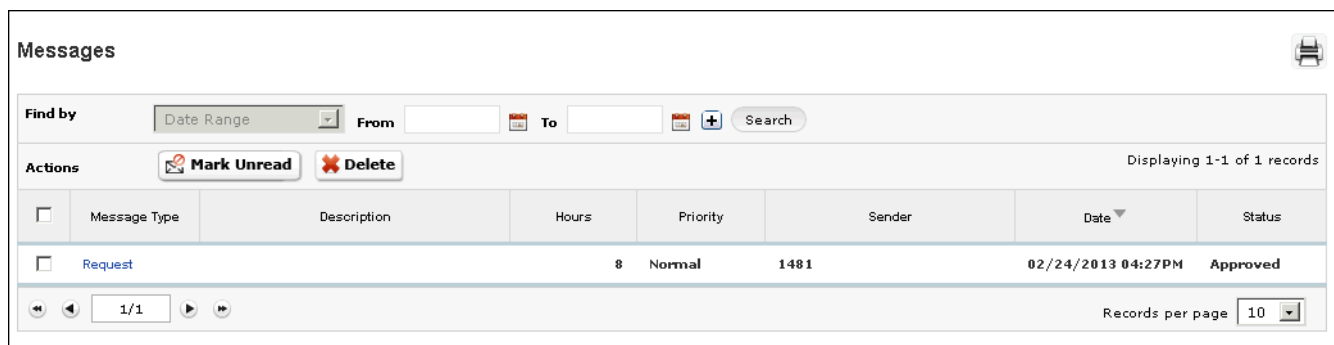 Messages
Find by Date Range From To Search
Actions Mark Unread Delete Displaying 1-1 of 1 records
Message Type Description Hours Priority Sender Date Status
Request 8 Normal 1481 02/24/2013 04:27PM Approved
1/1 Records per page 10